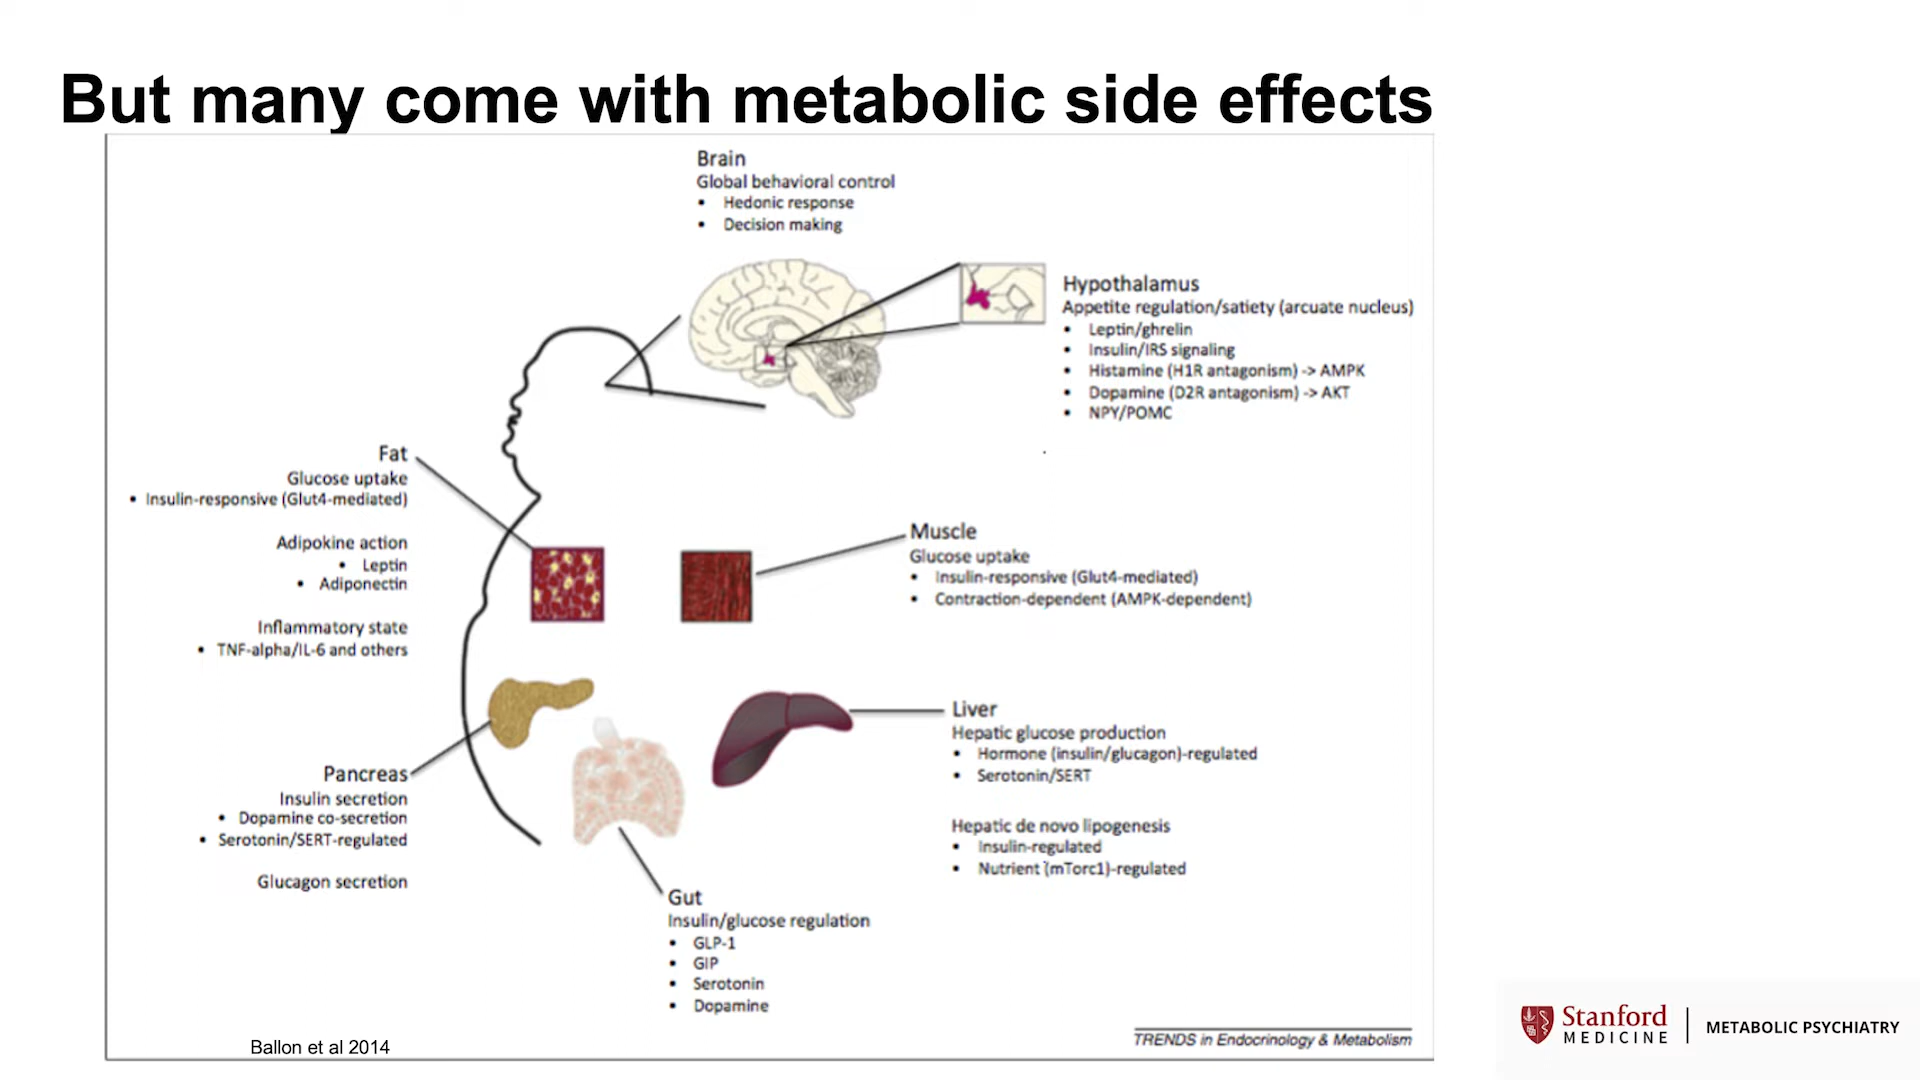 But many come with metabolic side effects
Brain
Global behavioral control
• Hedonic response
• Decision making
Hypothalamus
Appetite regulation/satiety (arcuate nucleus)
• Leptin/ghrelin
• Insulin/IRS signaling
• Histamine (H1R antagonism) -> AMPK
• Dopamine (D2R antagonism) -> AKT
• NPY/POMC
Fat
Glucose uptake
• Insulin-responsive (Glut4-mediated)
Adipokine action
• Leptin
• Adiponectin
Inflammatory state
• TNF-alpha/IL-6 and others
Muscle
Glucose uptake
• Insulin-responsive (Glut4-mediated)
• Contraction-dependent (AMPK-dependent)
Pancreas
Insulin secretion
• Dopamine co-secretion
• Serotonin/SERT-regulated
Glucagon secretion
Liver
Hepatic glucose production
• Hormone (insulin/glucagon)-regulated
• Serotonin/SERT
Hepatic de novo lipogenesis
• Insulin-regulated
• Nutrient (mTorc1)-regulated
Gut
Insulin/glucose regulation
• GLP-1
• GIP
• Serotonin
• Dopamine
Ballon et al 2014
TRENDS in Endocrinology & Metabolism
Stanford
MEDICINE
METABOLIC PSYCHIATRY